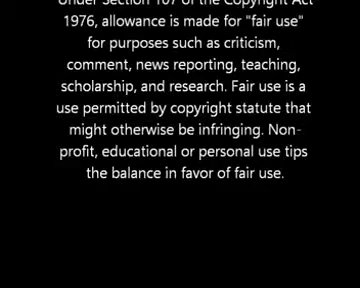 Under Section 107 of the Copyright Act
1976, allowance is made for "fair use"
for purposes such as criticism,
comment, news reporting, teaching,
scholarship, and research. Fair use is a
use permitted by copyright statute that
might otherwise be infringing. Non-
profit, educational or personal use tips
the balance in favor of fair use.